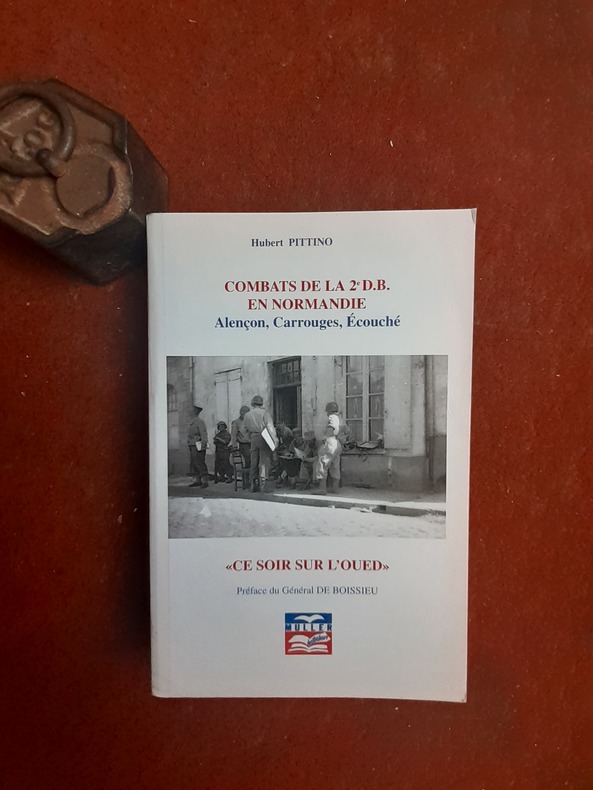 Hubert PITTINO
COMBATS DE LA 2e D.B.
EN NORMANDIE
Alençon, Carrouges, Écouché
«CE SOIR SUR L'OUED»
Préface du Général DE BOISSIEU
MULLER
édition